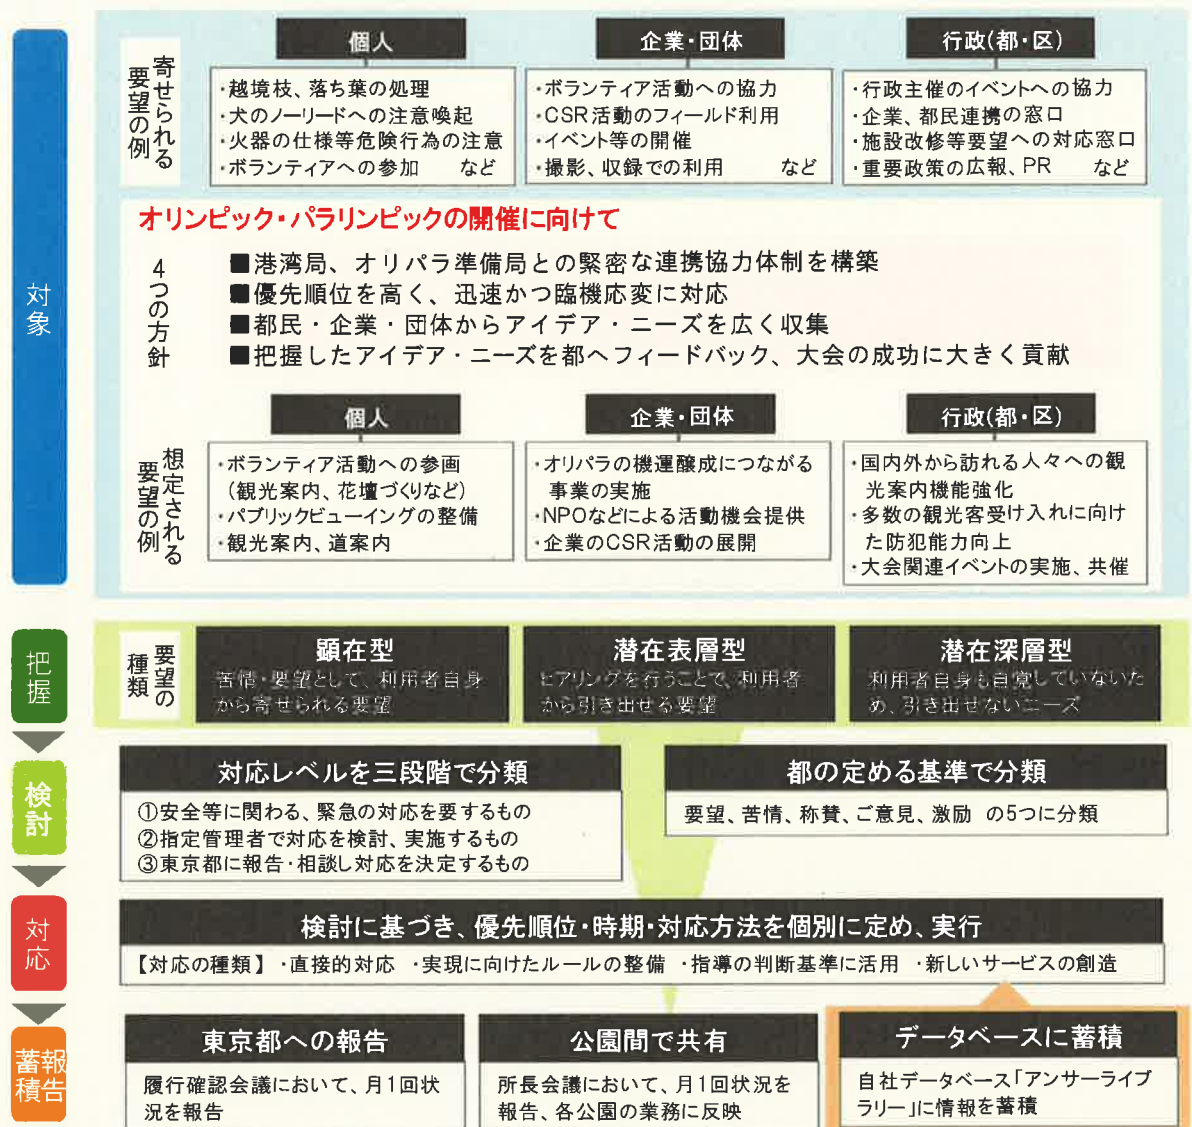 対象
寄せられる
要望の例
個人
・越境枝、落ち葉の処理
・犬のノーリードへの注意喚起
・火器の仕様等危険行為の注意
・ボランティアへの参加 など
企業・団体
・ボランティア活動への協力
・CSR活動のフィールド利用
・イベント等の開催
・撮影、収録での利用 など
行政(都・区)
・行政主催のイベントへの協力
・企業、都民連携の窓口
・施設改修等要望への対応窓口
・重要政策の広報、PR など
オリンピック・パラリンピックの開催に向けて
4つの方針
■港湾局、オリパラ準備局との緊密な連携協力体制を構築
■優先順位を高く、迅速かつ臨機応変に対応
■都民・企業・団体からアイデア・ニーズを広く収集
■把握したアイデア・ニーズを都へフィードバック、大会の成功に大きく貢献
想定される
要望の例
個人
・ボランティア活動への参画
(観光案内、花壇づくりなど)
・パブリックビューイングの整備
・観光案内、道案内
企業・団体
・オリパラの機運醸成につながる
事業の実施
・NPOなどによる活動機会提供
・企業のCSR活動の展開
行政(都・区)
・国内外から訪れる人々への観
光案内機能強化
・多数の観光客受け入れに向け
た防犯能力向上
・大会関連イベントの実施、共催
把握
要望の
種類
顕在型
苦情・要望として、利用者自身
から寄せられる要望
潜在表層型
ヒアリングを行うことで、利用者
から引き出せる要望
潜在深層型
利用者自身も自覚していないた
め、引き出せないニーズ
検討
対応レベルを三段階で分類
①安全等に関わる、緊急の対応を要するもの
②指定管理者で対応を検討、実施するもの
③東京都に報告・相談し対応を決定するもの
都の定める基準で分類
要望、苦情、称賛、ご意見、激励 の5つに分類
対応
検討に基づき、優先順位・時期・対応方法を個別に定め、実行
【対応の種類】・直接的対応 ・実現に向けたルールの整備 ・指導の判断基準に活用 ・新しいサービスの創造
報告
蓄積
東京都への報告
履行確認会議において、月1回状
況を報告
公園間で共有
所長会議において、月1回状況を
報告、各公園の業務に反映
データベースに蓄積
自社データベース「アンサーライブ
ラリー」に情報を蓄積